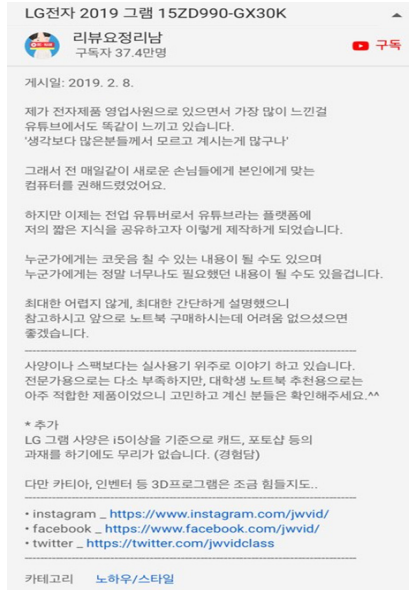 LG전자 2019 그램 15ZD990-GX30K
리뷰요정리남
구독자 37.4만명
구독
게시일: 2019. 2. 8.
제가 전자제품 영업사원으로 있으면서 가장 많이 느낀걸
유튜브에서도 똑같이 느끼고 있습니다.
'생각보다 많은분들께서 모르고 계시는게 많구나'
그래서 전 매일같이 새로운 손님들에게 본인에게 맞는
컴퓨터를 권해드렸었어요.
하지만 이제는 전업 유튜버로서 유튜브라는 플랫폼에
저의 짧은 지식을 공유하고자 이렇게 제작하게 되었습니다.
누군가에게는 코웃음 칠 수 있는 내용이 될 수도 있으며
누군가에게는 정말 너무나도 필요했던 내용이 될 수도 있을겁니다.
최대한 어렵지 않게, 최대한 간단하게 설명했으니
참고하시고 앞으로 노트북 구매하시는데 어려움 없으셨으면
좋겠습니다.
사양이나 스팩보다는 실사용기 위주로 이야기 하고 있습니다.
전문가용으로는 다소 부족하지만, 대학생 노트북 추천용으로는
아주 적합한 제품이었으니 고민하고 계신 분들은 확인해주세요.^^
* 추가
LG 그램 사양은 i5이상을 기준으로 캐드, 포토샵 등의
과재를 하기에도 무리가 없습니다. (경험담)
다만 카티아, 인벤터 등 3D프로그램은 조금 힘들지도..
• instagram _ https://www.instagram.com/jwvid/
• facebook _ https://www.facebook.com/jwvid/
• twitter _ https://twitter.com/jwvidclass
카테고리 노하우/스타일